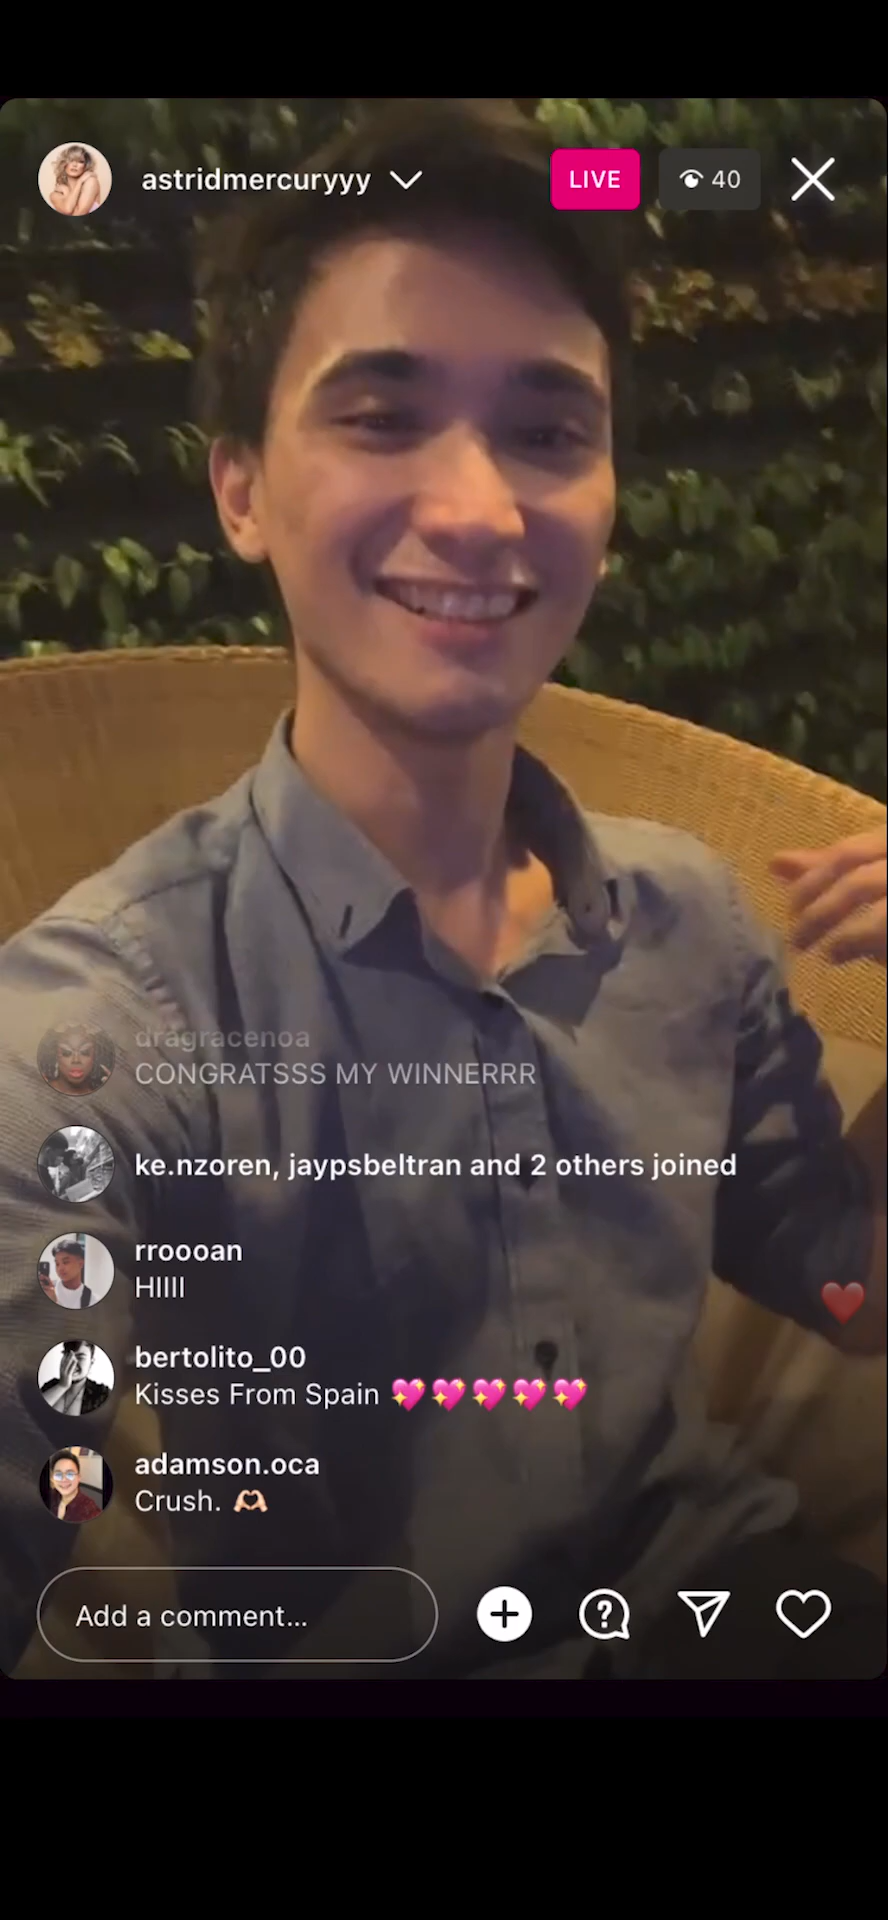 astridmercuryyy
LIVE
40
dragracenoa
CONGRATSSS MY WINNERRR
ke.nzoren, jaypsbeltran and 2 others joined
rroooan
HIIII
bertolito_00
Kisses From Spain 💖💖💖💖💖
adamson.oca
Crush. 🫶🏻
Add a comment...